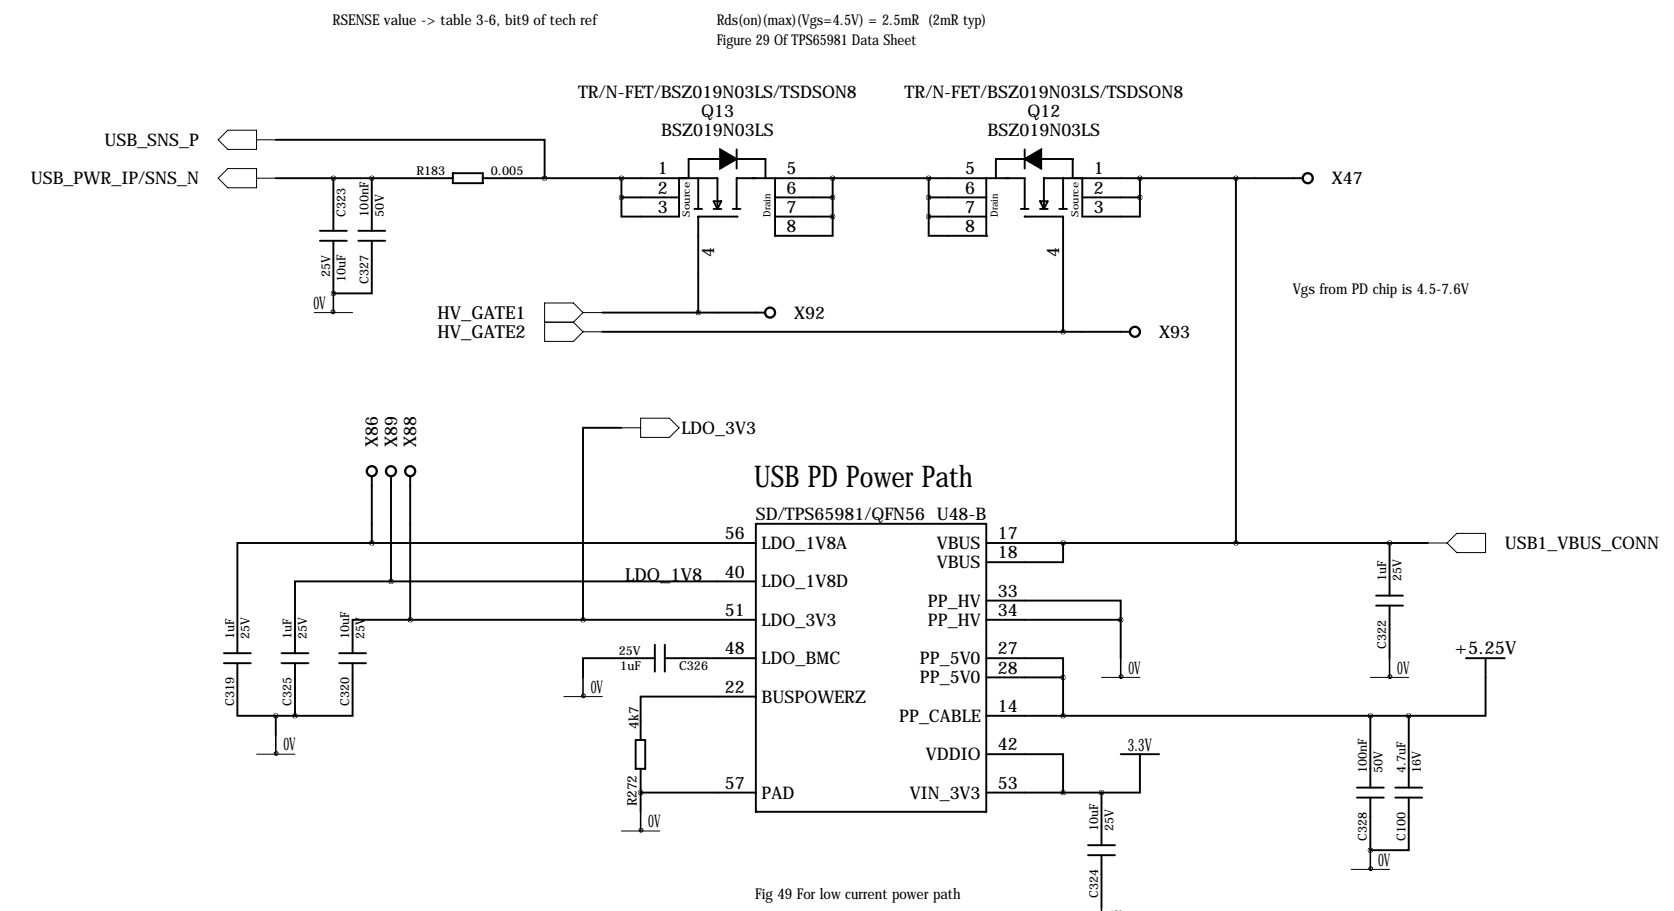 RSENSE value -> table 3-6, bit9 of tech ref
Rds(on)(max)(Vgs=4.5V) = 2.5mR (2mR typ)
Figure 29 Of TPS65981 Data Sheet
TR/N-FET/BSZ019N03LS/TSDSON8
Q13
BSZ019N03LS
TR/N-FET/BSZ019N03LS/TSDSON8
Q12
BSZ019N03LS
USB_SNS_P
USB_PWR_IP/SNS_N
R183
0.005
1
2
3
Source
Drain
5
6
7
8
4
5
6
7
8
Drain
Source
1
2
3
4
X47
C323
100nF
50V
25V
10uF
C327
0V
HV_GATE1
HV_GATE2
X92
X93
Vgs from PD chip is 4.5-7.6V
X86
X89
X88
LDO_3V3
USB PD Power Path
SD/TPS65981/QFN56 U48-B
56
LDO_1V8A
LDO_1V8
40
LDO_1V8D
51
LDO_3V3
48
LDO_BMC
22
BUSPOWERZ
57
PAD
VBUS
17
VBUS
18
PP_HV
33
PP_HV
34
PP_5V0
27
PP_5V0
28
PP_CABLE
14
VDDIO
42
VIN_3V3
53
USB1_VBUS_CONN
1uF
25V
C322
0V
+5.25V
0V
3.3V
1uF
25V
C319
1uF
25V
C325
10uF
25V
C320
0V
25V
1uF
C326
0V
4k7
R272
0V
10uF
25V
C324
100nF
50V
C328
4.7uF
16V
C100
0V
Fig 49 For low current power path